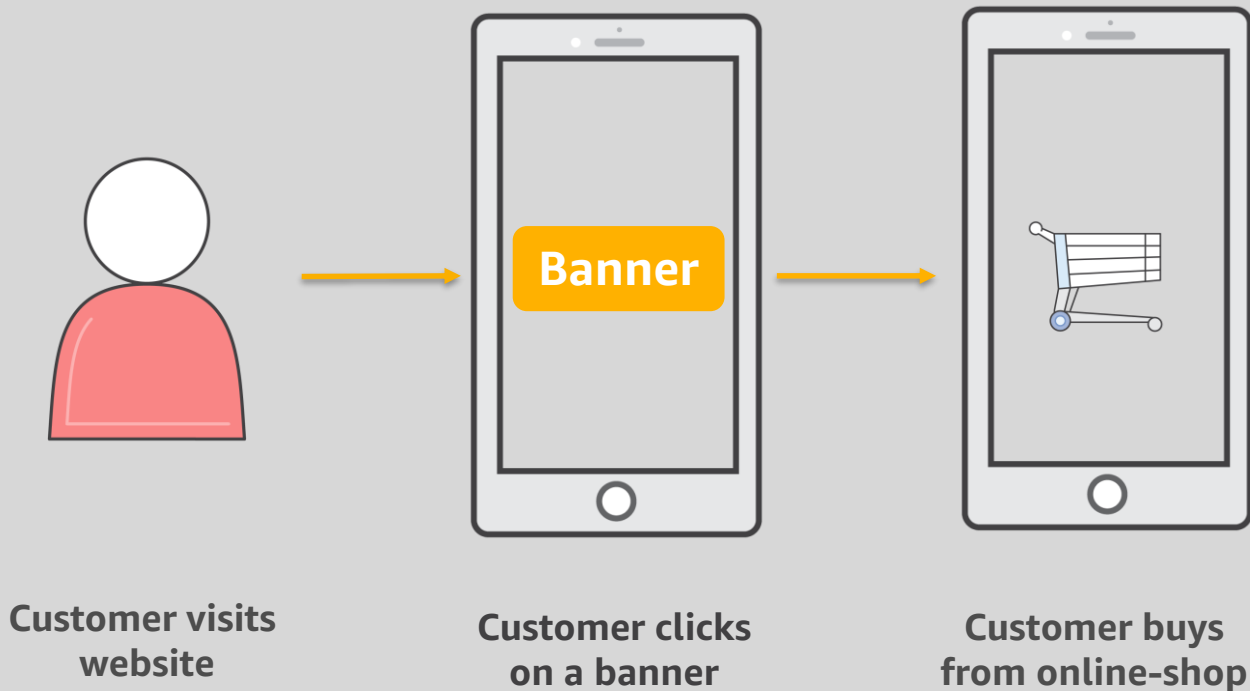 Banner
Customer visits
website
Customer clicks
on a banner
Customer buys
from online-shop